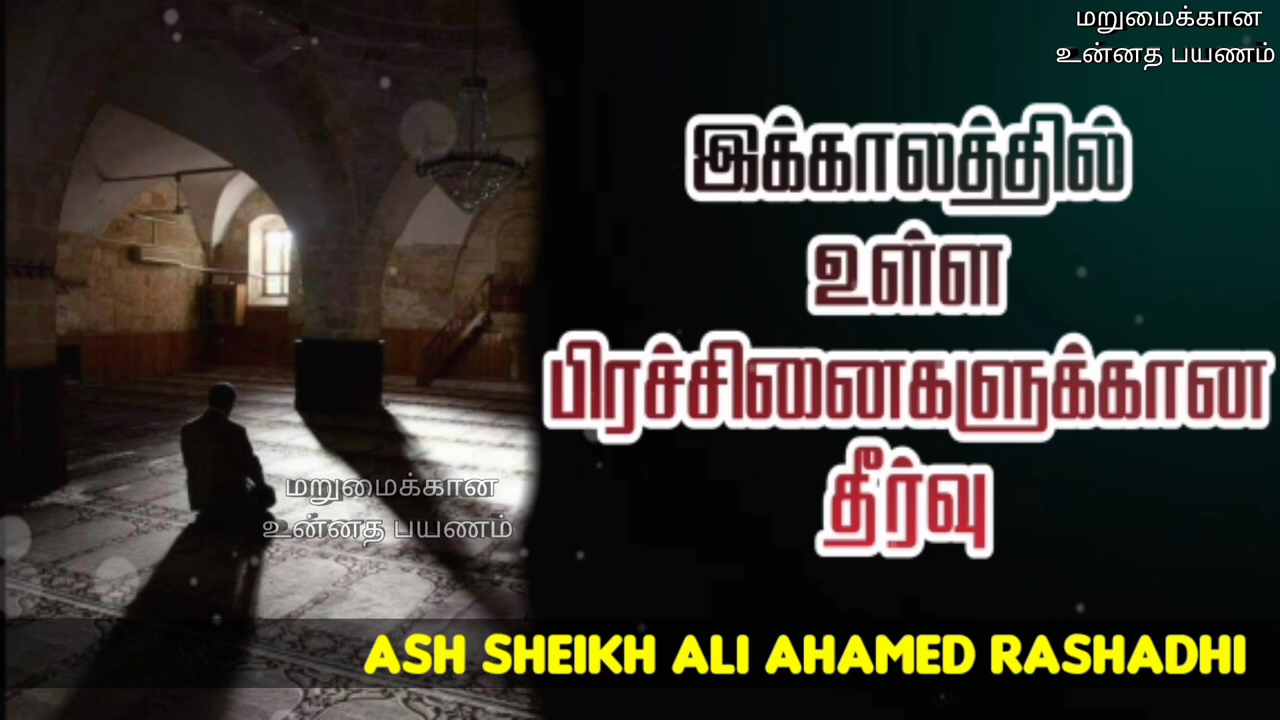 மறுமைக்கான
உன்னத பயணம்
இக்காலத்தில்
உள்ள
பிரச்சினைகளுக்கான
தீர்வு
மறுமைக்கான
உன்னத பயணம்
ASH SHEIKH ALI AHAMED RASHADHI